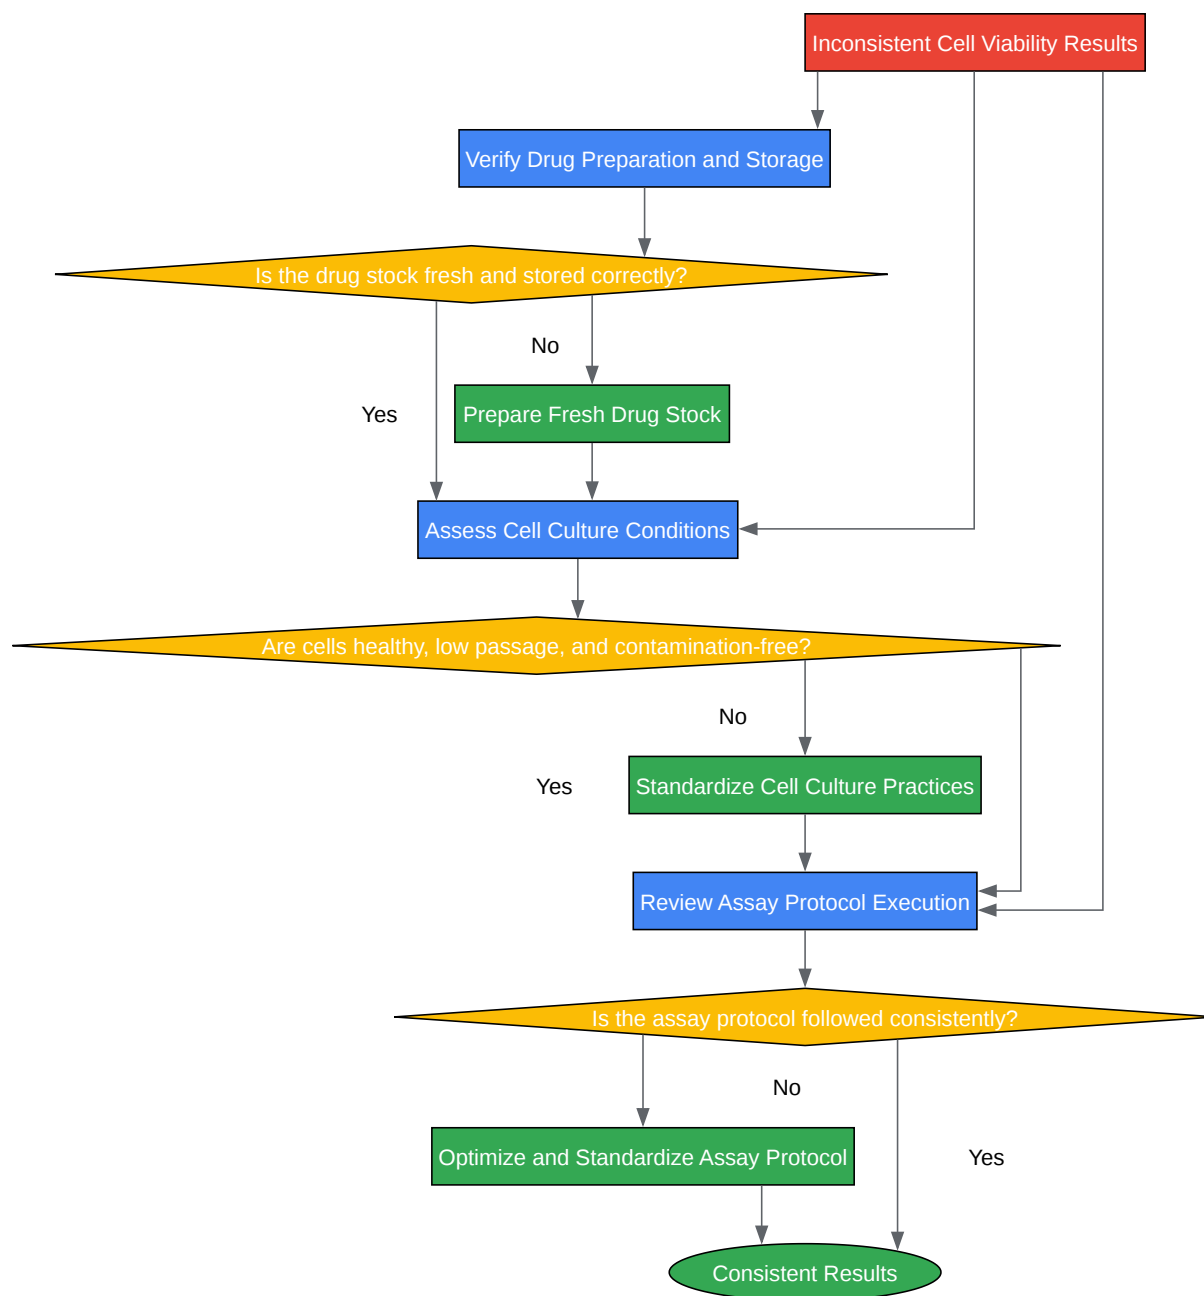 Inconsistent Cell Viability Results
Verify Drug Preparation and Storage
Is the drug stock fresh and stored correctly?
No
Yes
Prepare Fresh Drug Stock
Assess Cell Culture Conditions
Are cells healthy, low passage, and contamination-free?
No
Yes
Standardize Cell Culture Practices
Review Assay Protocol Execution
Is the assay protocol followed consistently?
No
Optimize and Standardize Assay Protocol
Yes
Consistent Results